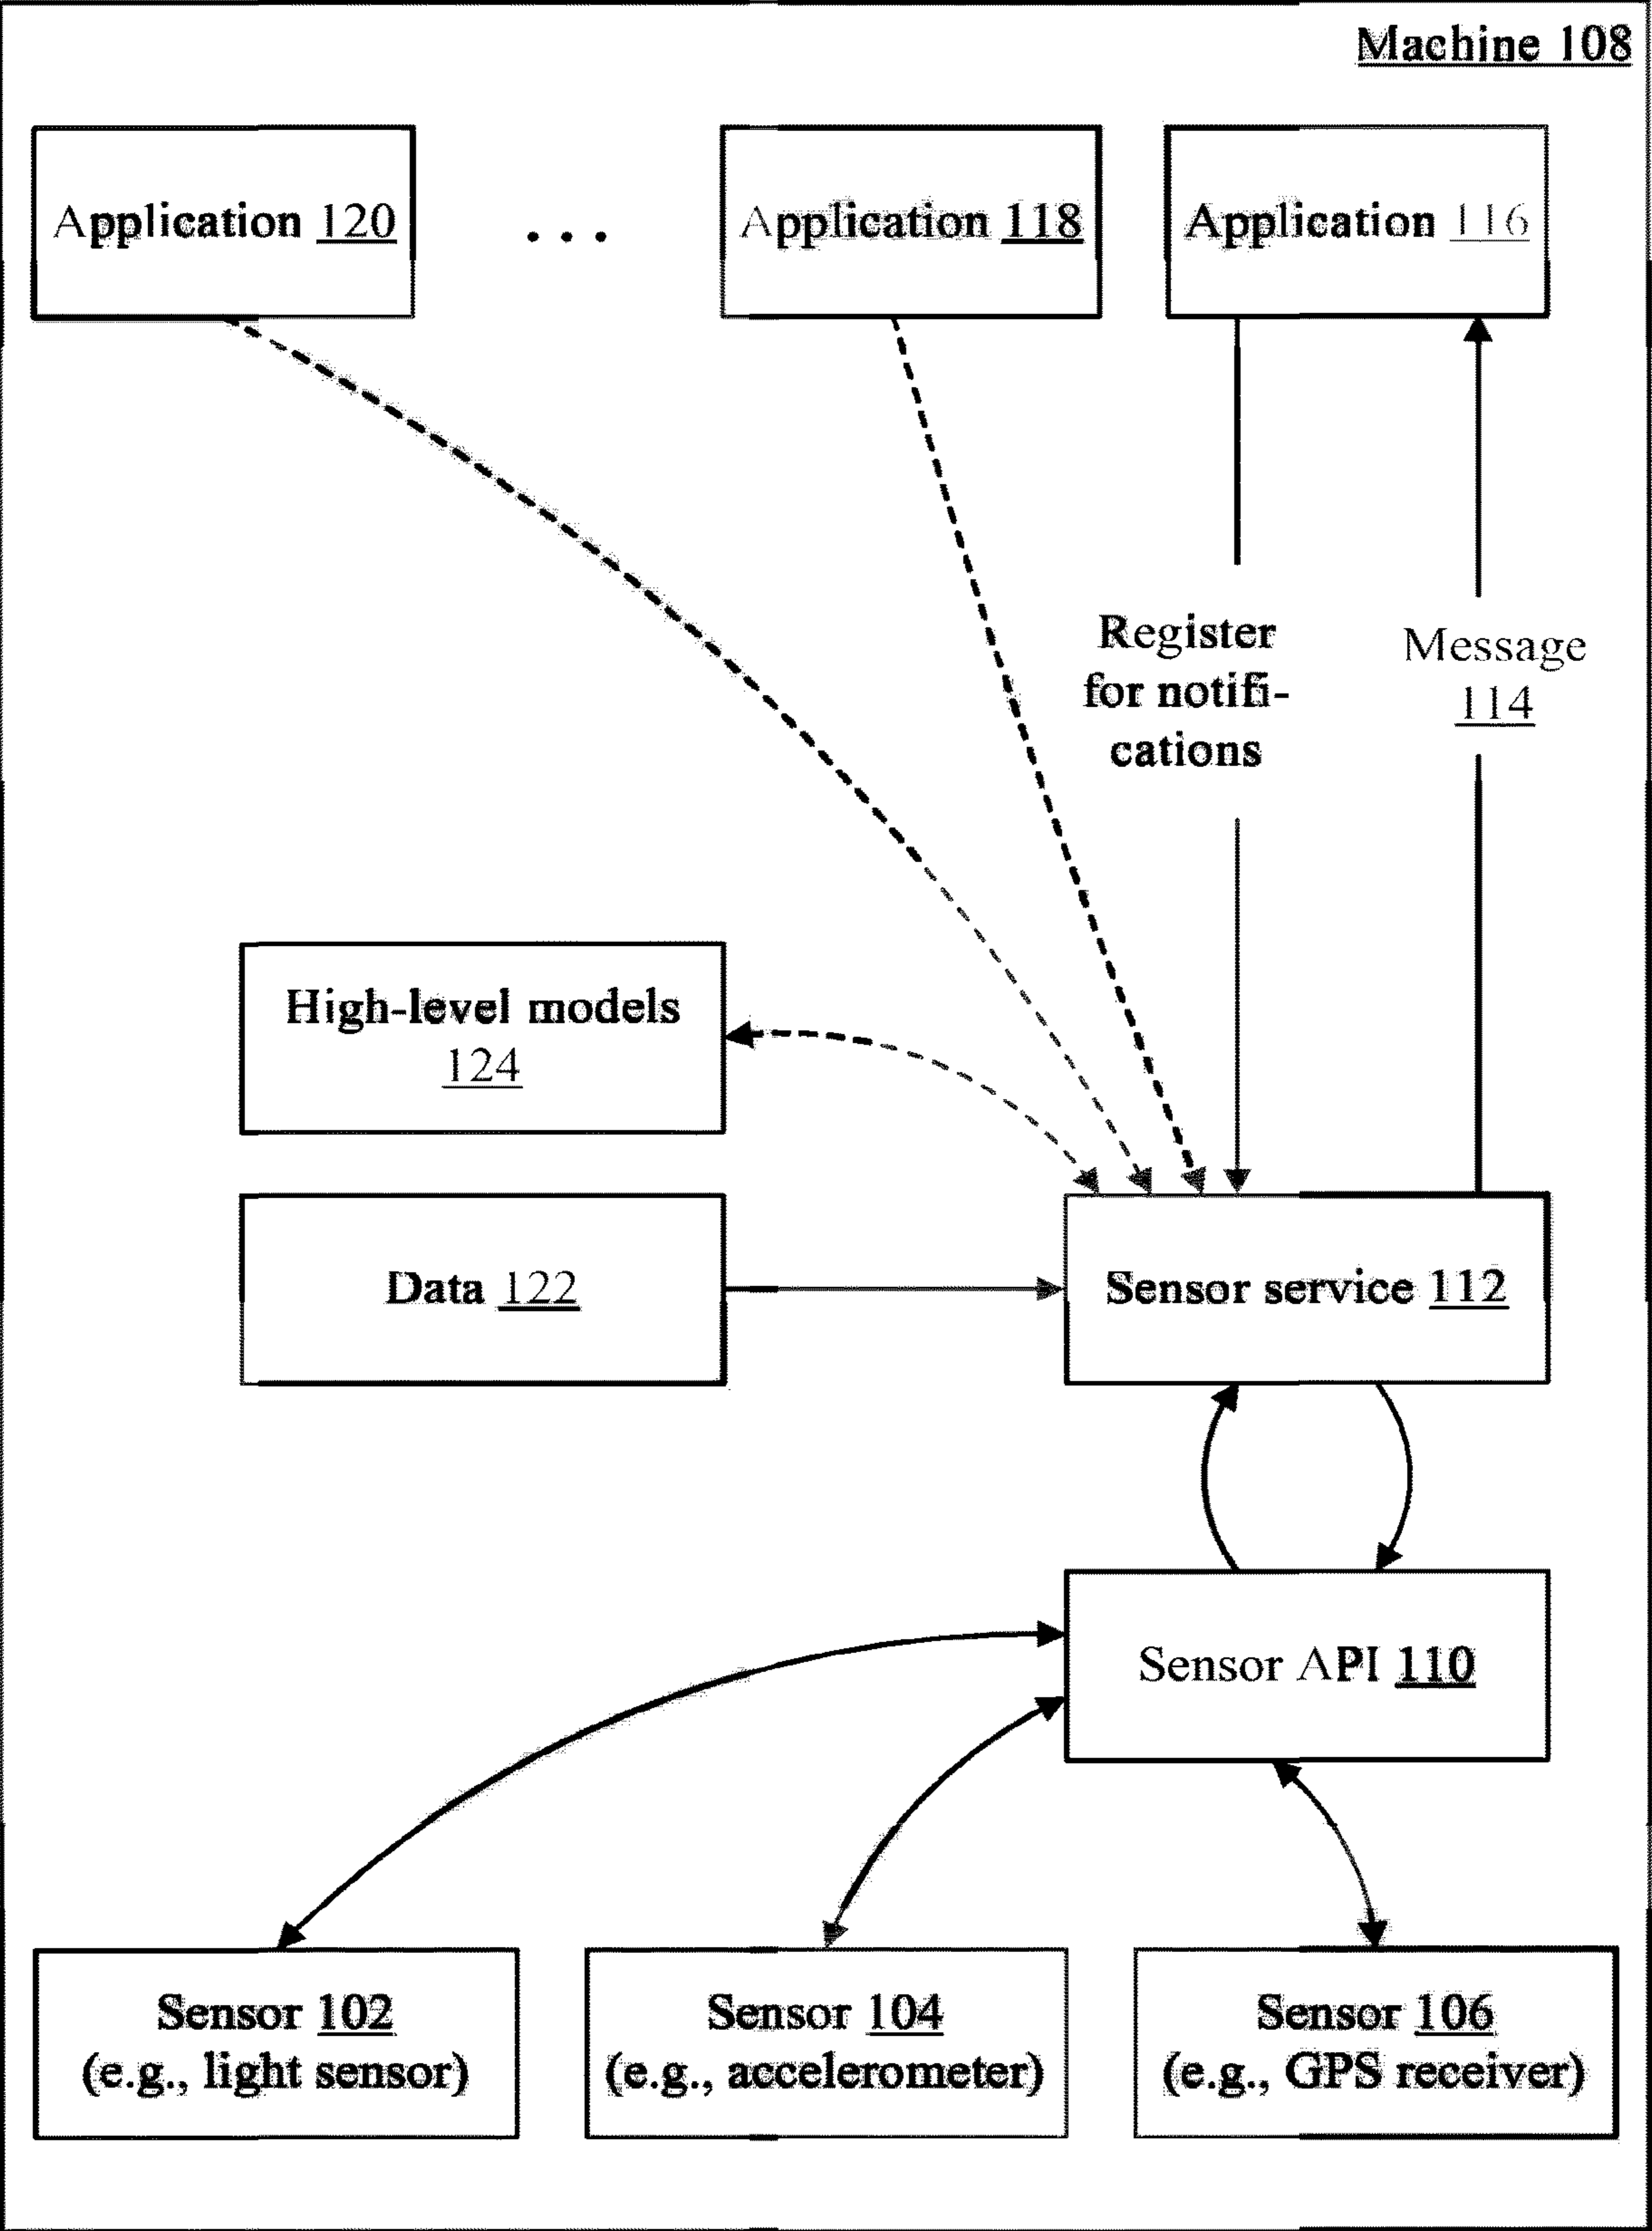 Machine 108
Application 120
. . .
Application 118
Application 116
Register
for notifi-
cations
Message
114
High-level models
124
Data 122
Sensor service 112
Sensor API 110
Sensor 102
(e.g., light sensor)
Sensor 104
(e.g., accelerometer)
Sensor 106
(e.g., GPS receiver)